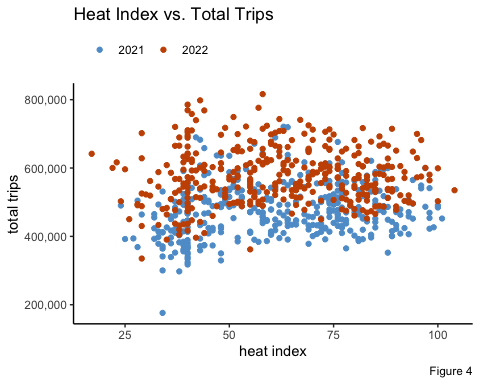 Heat Index vs. Total Trips
2021 2022
800,000
600,000
400,000
200,000
total trips
25 50 75 100
heat index
Figure 4